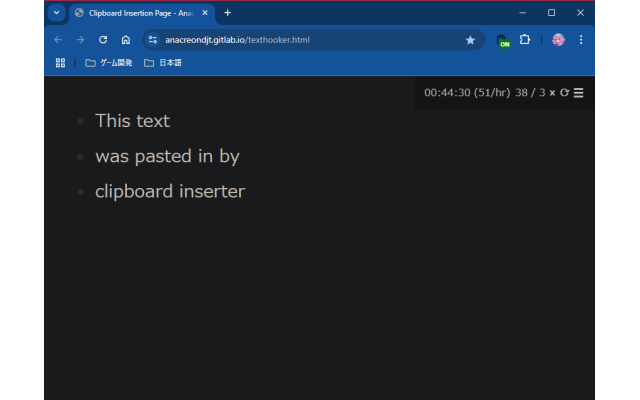 Clipboard Insertion Page - Anac
anacreondjt.gitlab.io/texthooker.html
ON
ゲーム開発 日本語
00:44:30 (51/hr) 38 / 3
This text
was pasted in by
clipboard inserter